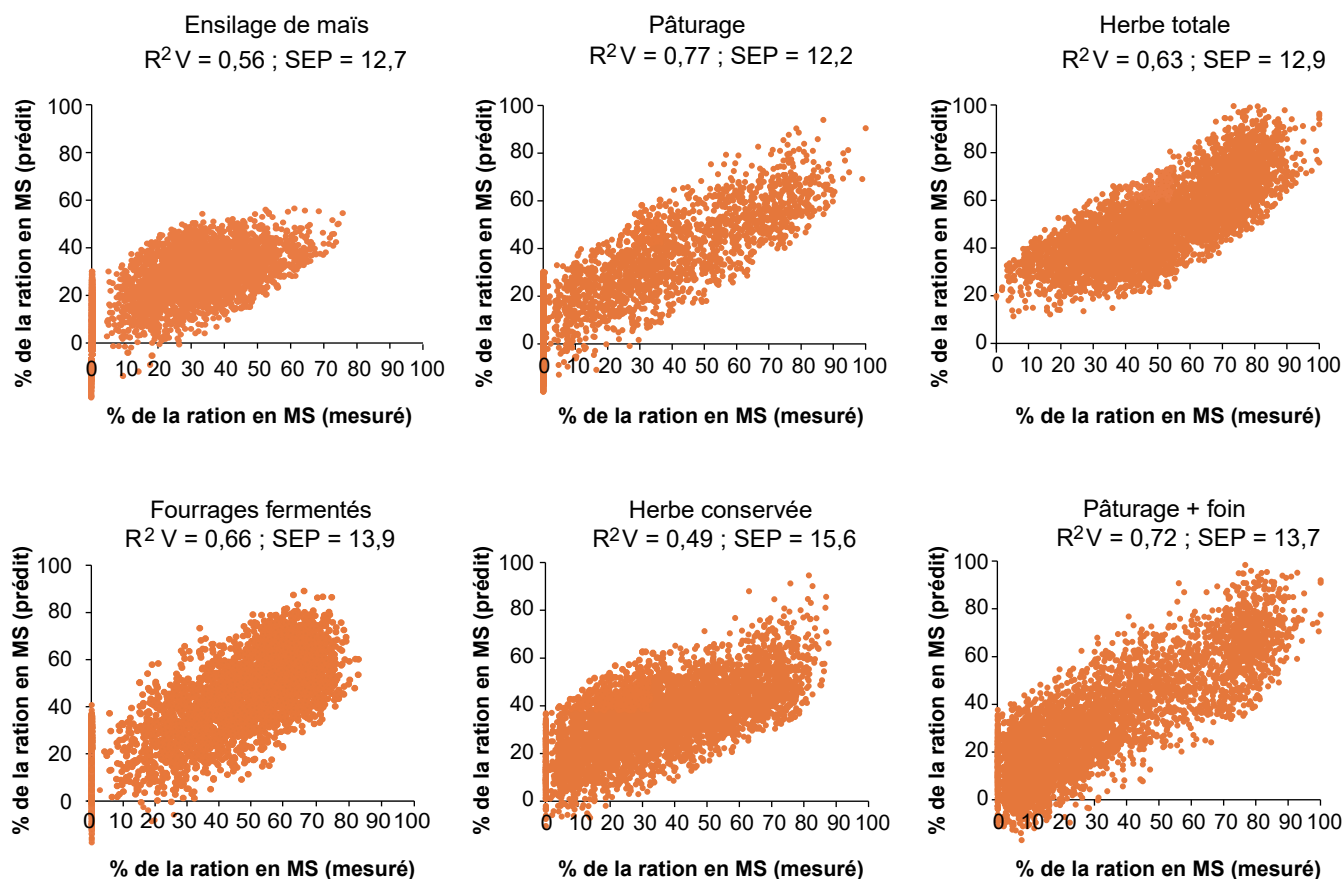 Ensilage de maïs
R² V = 0,56 ; SEP = 12,7
% de la ration en MS (prédit)
100
80
60
40
20
0
0 10 20 30 40 50 60 70 80 90 100
% de la ration en MS (mesuré)
Pâturage
R² V = 0,77 ; SEP = 12,2
% de la ration en MS (prédit)
100
80
60
40
20
0
0 10 20 30 40 50 60 70 80 90 100
% de la ration en MS (mesuré)
Herbe totale
R² V = 0,63 ; SEP = 12,9
% de la ration en MS (prédit)
100
80
60
40
20
0
0 10 20 30 40 50 60 70 80 90 100
% de la ration en MS (mesuré)
Fourrages fermentés
R² V = 0,66 ; SEP = 13,9
% de la ration en MS (prédit)
100
80
60
40
20
0
0 10 20 30 40 50 60 70 80 90 100
% de la ration en MS (mesuré)
Herbe conservée
R² V = 0,49 ; SEP = 15,6
% de la ration en MS (prédit)
100
80
60
40
20
0
0 10 20 30 40 50 60 70 80 90 100
% de la ration en MS (mesuré)
Pâturage + foin
R² V = 0,72 ; SEP = 13,7
% de la ration en MS (prédit)
100
80
60
40
20
0
0 10 20 30 40 50 60 70 80 90 100
% de la ration en MS (mesuré)